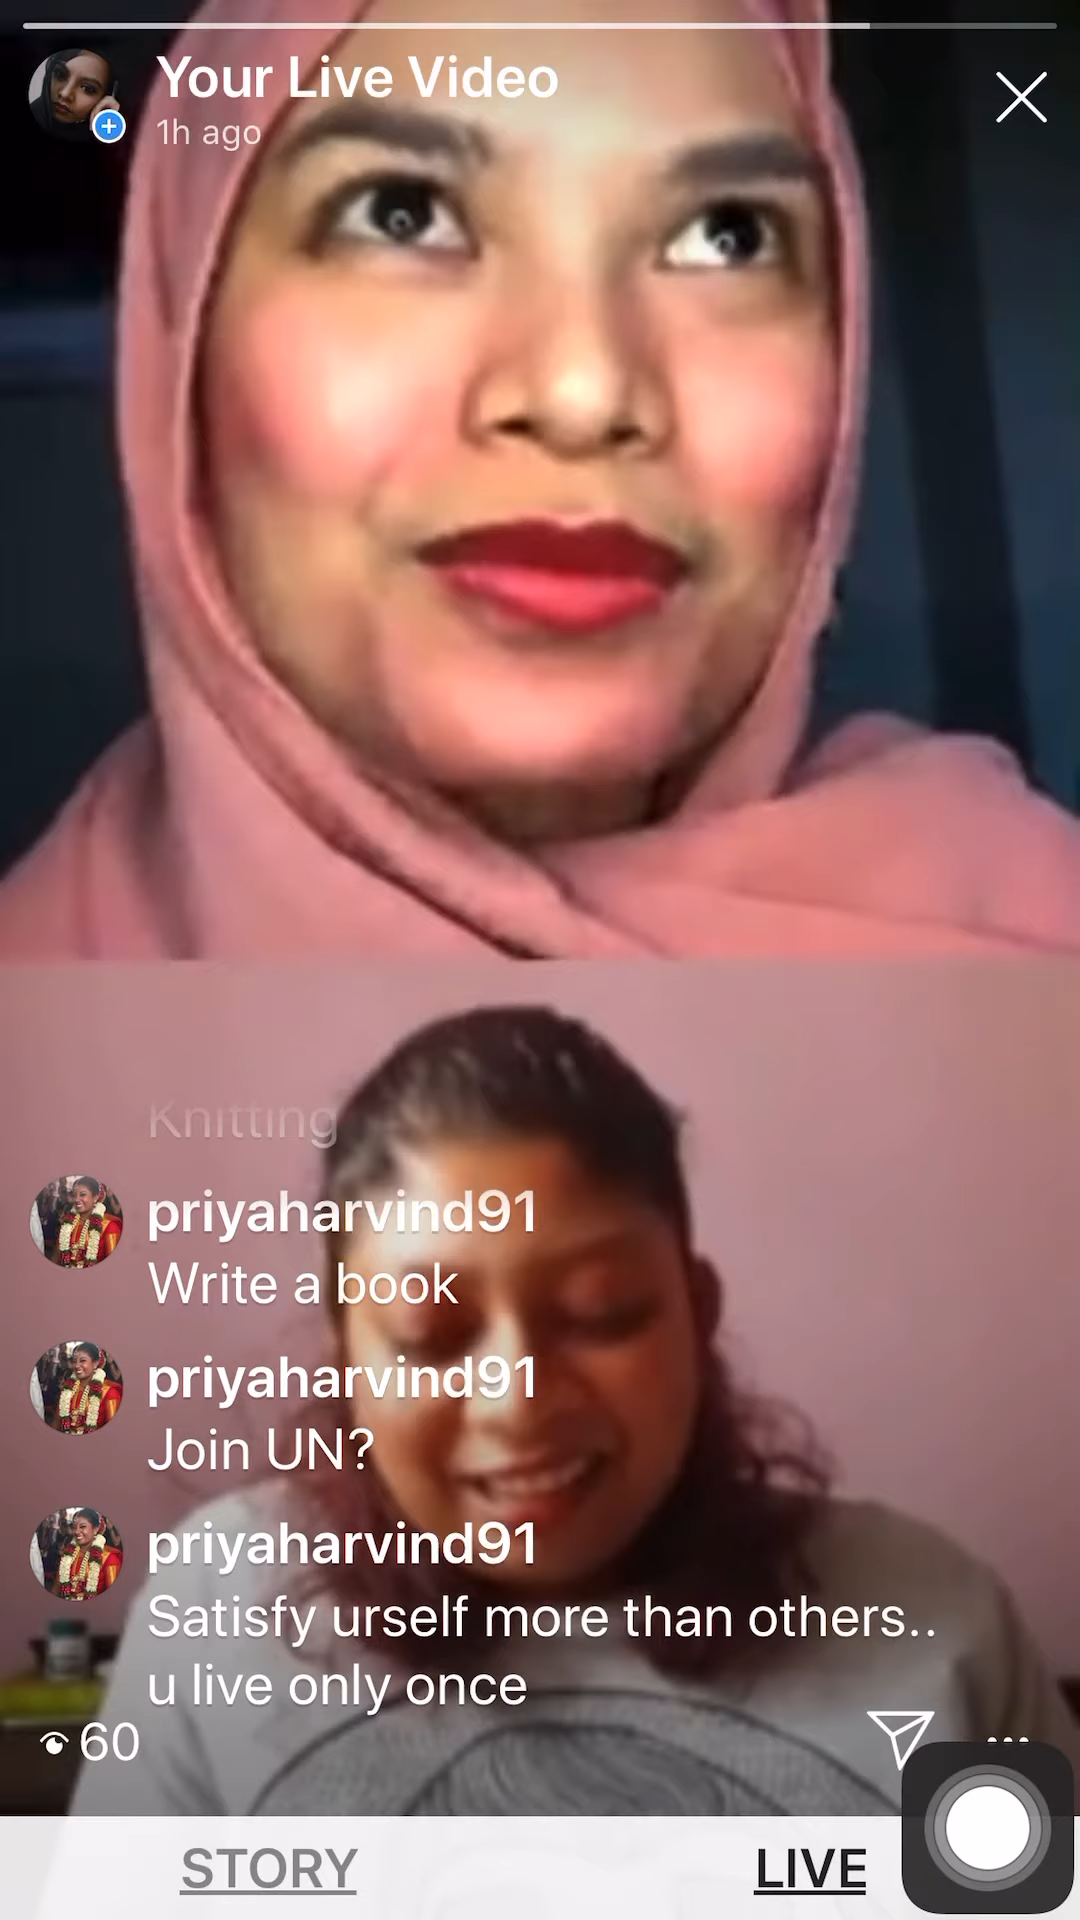 Your Live Video
1h ago
Knitting
priyaharvind91
Write a book
priyaharvind91
Join UN?
priyaharvind91
Satisfy urself more than others..
u live only once
60
STORY
LIVE